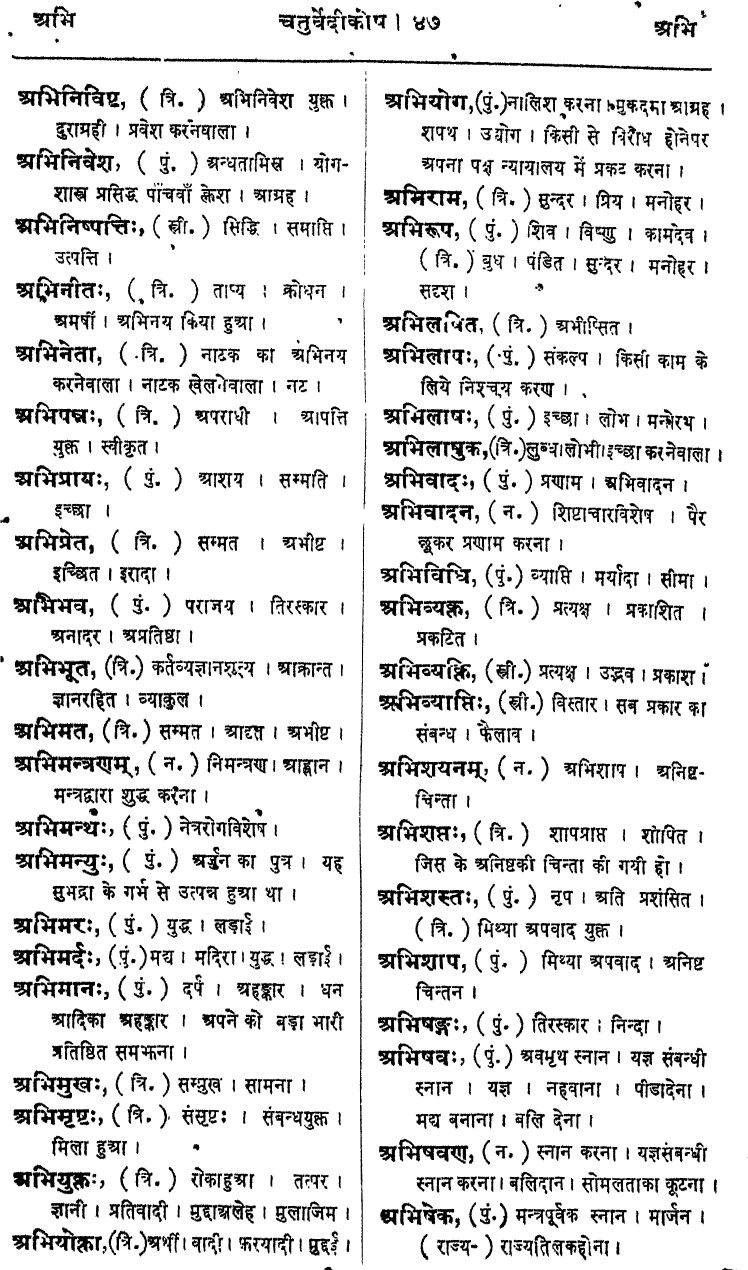 अभि चतुर्वेदीकोष। ४७ अभि
अभिनिविष्ट, ( त्रि. ) अभिनिवेश युक्त ।
दुराग्रही । प्रवेश करनेवाला ।
अभिनिवेश, ( पुं. ) अन्धतामिस्र । योग-
शास्त्र प्रसिद्ध पाँचवाँ क्लेश । आग्रह ।
अभिनिष्पत्तिः, ( स्त्री. ) सिद्धि । समाप्ति ।
उत्पत्ति ।
अभिनीतः, ( त्रि. ) ताप्य । क्रोधन ।
अमर्षी । अभिनय किया हुआ ।
अभिनेता, ( त्रि. ) नाटक का अभिनय
करनेवाला । नाटक खेलनेवाला । नट ।
अभिपन्नः, ( त्रि. ) अपराधी । आपत्ति
युक्त । स्वीकृत ।
अभिप्रायः, ( पुं. ) आशय । सम्मति ।
इच्छा ।
अभिप्रेत, ( त्रि. ) सम्मत । अभीष्ट ।
इच्छित । इरादा ।
अभिभव, ( पुं. ) पराजय । तिरस्कार ।
अनादर । अप्रतिष्ठा ।
अभिभूत, (त्रि.) कर्तव्यज्ञानशून्य । आक्रान्त ।
ज्ञानरहित । व्याकुल ।
अभिमत, (त्रि.) सम्मत । आदृत । अभीष्ट ।
अभिमन्त्रणम्, ( न. ) निमन्त्रण। आह्वान ।
मन्त्रद्वारा शुद्ध करना ।
अभिमन्थः, ( पुं. ) नेत्ररोगविशेष ।
अभिमन्युः, ( पुं. ) अर्जुन का पुत्र । यह
सुभद्रा के गर्भ से उत्पन्न हुआ था ।
अभिमरः, ( पुं. ) युद्ध । लड़ाई ।
अभिमर्दः, (पुं.) मद्य । मदिरा । युद्ध । लड़ाई ।
अभिमानः, ( पुं. ) दर्प । अहङ्कार । धन
आदिका अहङ्कार । अपने को बड़ा भारी
प्रतिष्ठित समझना ।
अभिमुखः, ( त्रि. ) सम्मुख । सामना ।
अभिमृष्टः, ( त्रि. ) संसृष्टः । संबन्धयुक्त ।
मिला हुआ ।
अभियुक्तः, ( त्रि. ) रोकाहुआ । तत्पर ।
ज्ञानी । प्रतिवादी । मुद्दाअलेह । मुलाजिम ।
अभियोक्ता,(त्रि.)अर्थी। वादी । फ़रयादी । मुद्दई ।
अभियोग,(पुं.)नालिश करना । मुकदमा आग्रह ।
शपथ । उद्योग । किसी से विरोध होनेपर
अपना पक्ष न्यायालय में प्रकट करना ।
अभिराम, ( त्रि. ) सुन्दर । प्रिय । मनोहर ।
अभिरूप, ( पुं. ) शिव । विष्णु । कामदेव ।
( त्रि. ) बुध । पंडित । सुन्दर । मनोहर ।
सदृश ।
अभिलषित, ( त्रि. ) अभीप्सित ।
अभिलापः, ( पुं. ) संकल्प । किसी काम के
लिये निश्चय करण ।
अभिलाषः, ( पुं. ) इच्छा । लोभ । मनोरथ ।
अभिलाषुक,(त्रि.)लुब्ध।लोभी।इच्छा करनेवाला ।
अभिवादः, ( पुं. ) प्रणाम । अभिवादन ।
अभिवादन, ( न. ) शिष्टाचारविशेष । पैर
छूकर प्रणाम करना ।
अभिविधि, (पुं.) व्याप्ति । मर्यादा । सीमा ।
अभिव्यक्त, ( त्रि. ) प्रत्यक्ष । प्रकाशित ।
प्रकटित ।
अभिव्यक्ति, (स्त्री.) प्रत्यक्ष । उद्भव । प्रकाश।
अभिव्याप्तिः, (स्त्री.) विस्तार । सब प्रकार का
संबन्ध । फैलाव ।
अभिशयनम्, ( न. ) अभिशाप । अनिष्ट-
चिन्ता ।
अभिशप्तः, ( त्रि. ) शापप्राप्त । शापित ।
जिस के अनिष्टकी चिन्ता की गयी हो ।
अभिशस्तः, ( पुं. ) नृप । अति प्रशंसित ।
( त्रि. ) मिथ्या अपवाद युक्त ।
अभिशाप, ( पुं. ) मिथ्या अपवाद । अनिष्ट
चिन्तन ।
अभिषङ्गः, ( पुं. ) तिरस्कार । निन्दा ।
अभिषवः, ( पुं. ) अवभृथ स्नान । यज्ञ संबन्धी
स्नान । यज्ञ । नहवाना । पीडादेना ।
मद्य बनाना । बलि देना ।
अभिषवण, ( न. ) स्नान करना । यज्ञसंबन्धी
स्नान करना। बलिदान । सोमलताका कूटना ।
अभिषेक, (पुं.) मन्त्रपूर्वक स्नान । मार्जन ।
( राज्य- ) राज्यतिलकहोना ।